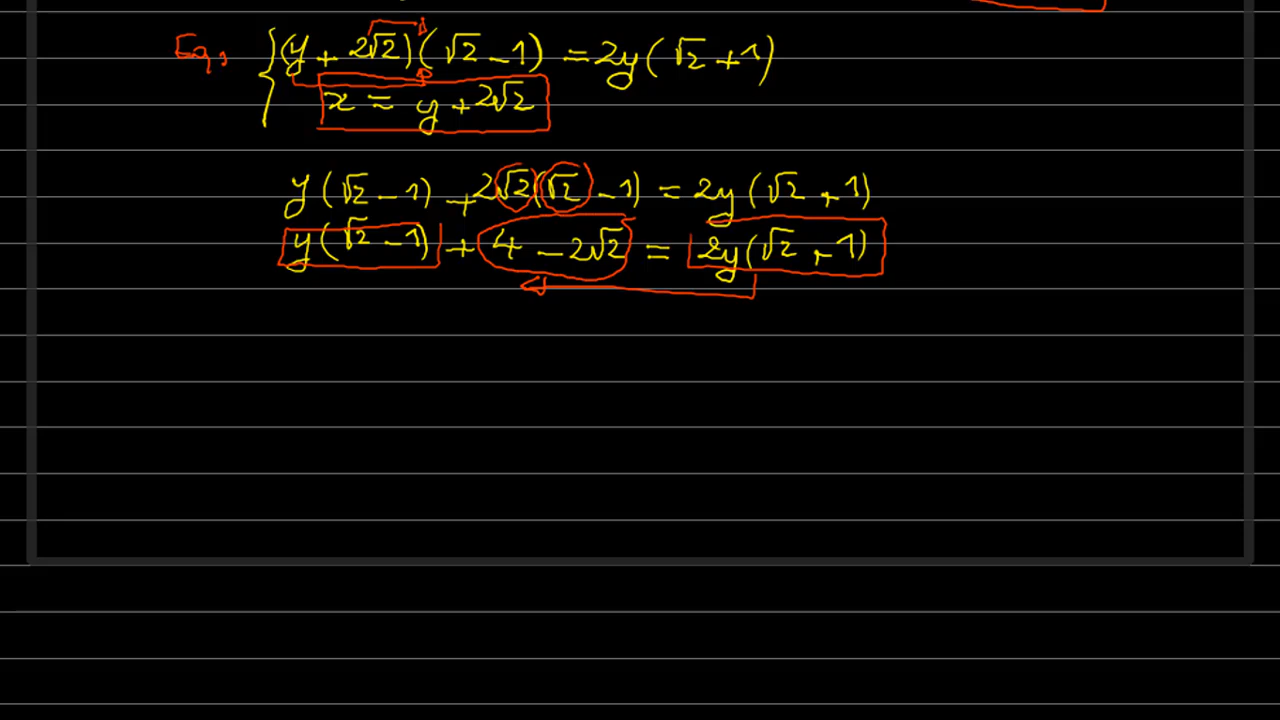 Eq₁ { (y + 2√2)(√2 - 1) = 2y(√2 + 1)
x = y + 2√2
y(√2 - 1) + 2√2(√2 - 1) = 2y(√2 + 1)
y(√2 - 1) + 4 - 2√2 = 2y(√2 + 1)